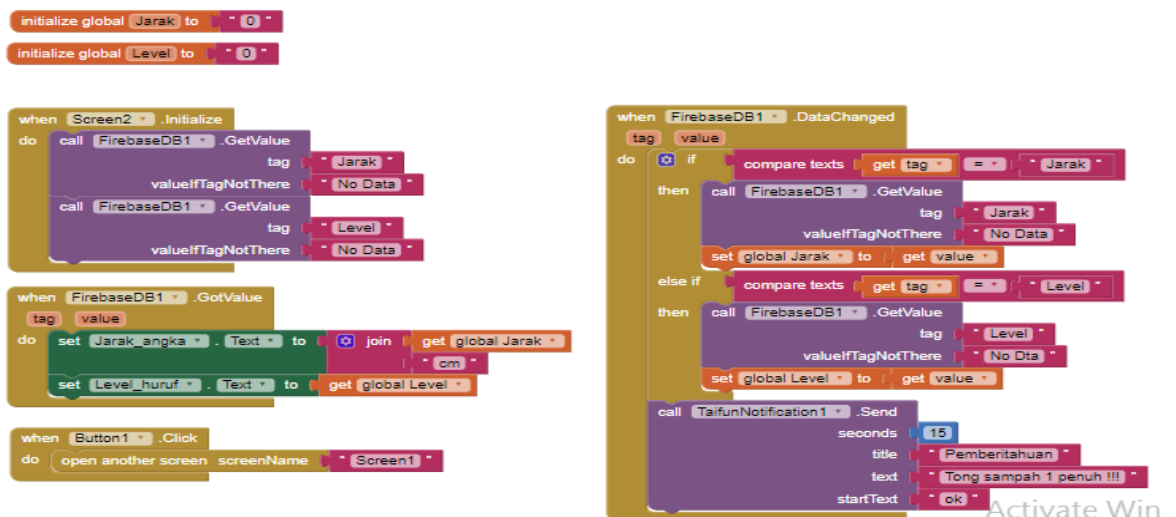 initialize global Jarak to " 0 "
initialize global Level to " 0 "
when Screen2 .Initialize
do call FirebaseDB1 .GetValue
tag " Jarak "
valueIfTagNotThere " No Data "
call FirebaseDB1 .GetValue
tag " Level "
valueIfTagNotThere " No Data "
when FirebaseDB1 .GotValue
tag value
do set Jarak_angka . Text to join get global Jarak
" cm "
set Level_huruf . Text to get global Level
when Button1 .Click
do open another screen screenName " Screen1 "
when FirebaseDB1 .DataChanged
tag value
do if compare texts get tag = " Jarak "
then call FirebaseDB1 .GetValue
tag " Jarak "
valueIfTagNotThere " No Data "
set global Jarak to get value
else if compare texts get tag = " Level "
then call FirebaseDB1 .GetValue
tag " Level "
valueIfTagNotThere " No Dta "
set global Level to get value
call TaifunNotification1 .Send
seconds 15
title " Pemberitahuan "
text " Tong sampah 1 penuh !!! "
startText " ok "
Activate Win